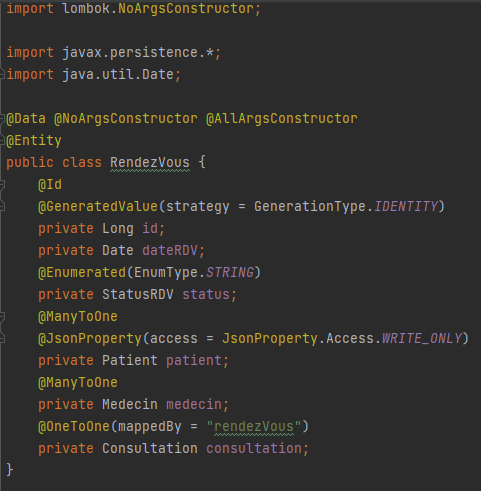 import lombok.NoArgsConstructor;
import javax.persistence.*;
import java.util.Date;
@Data @NoArgsConstructor @AllArgsConstructor
@Entity
public class RendezVous {
@Id
@GeneratedValue(strategy = GenerationType.IDENTITY)
private Long id;
private Date dateRDV;
@Enumerated(EnumType.STRING)
private StatusRDV status;
@ManyToOne
@JsonProperty(access = JsonProperty.Access.WRITE_ONLY)
private Patient patient;
@ManyToOne
private Medecin medecin;
@OneToOne(mappedBy = "rendezVous")
private Consultation consultation;
}